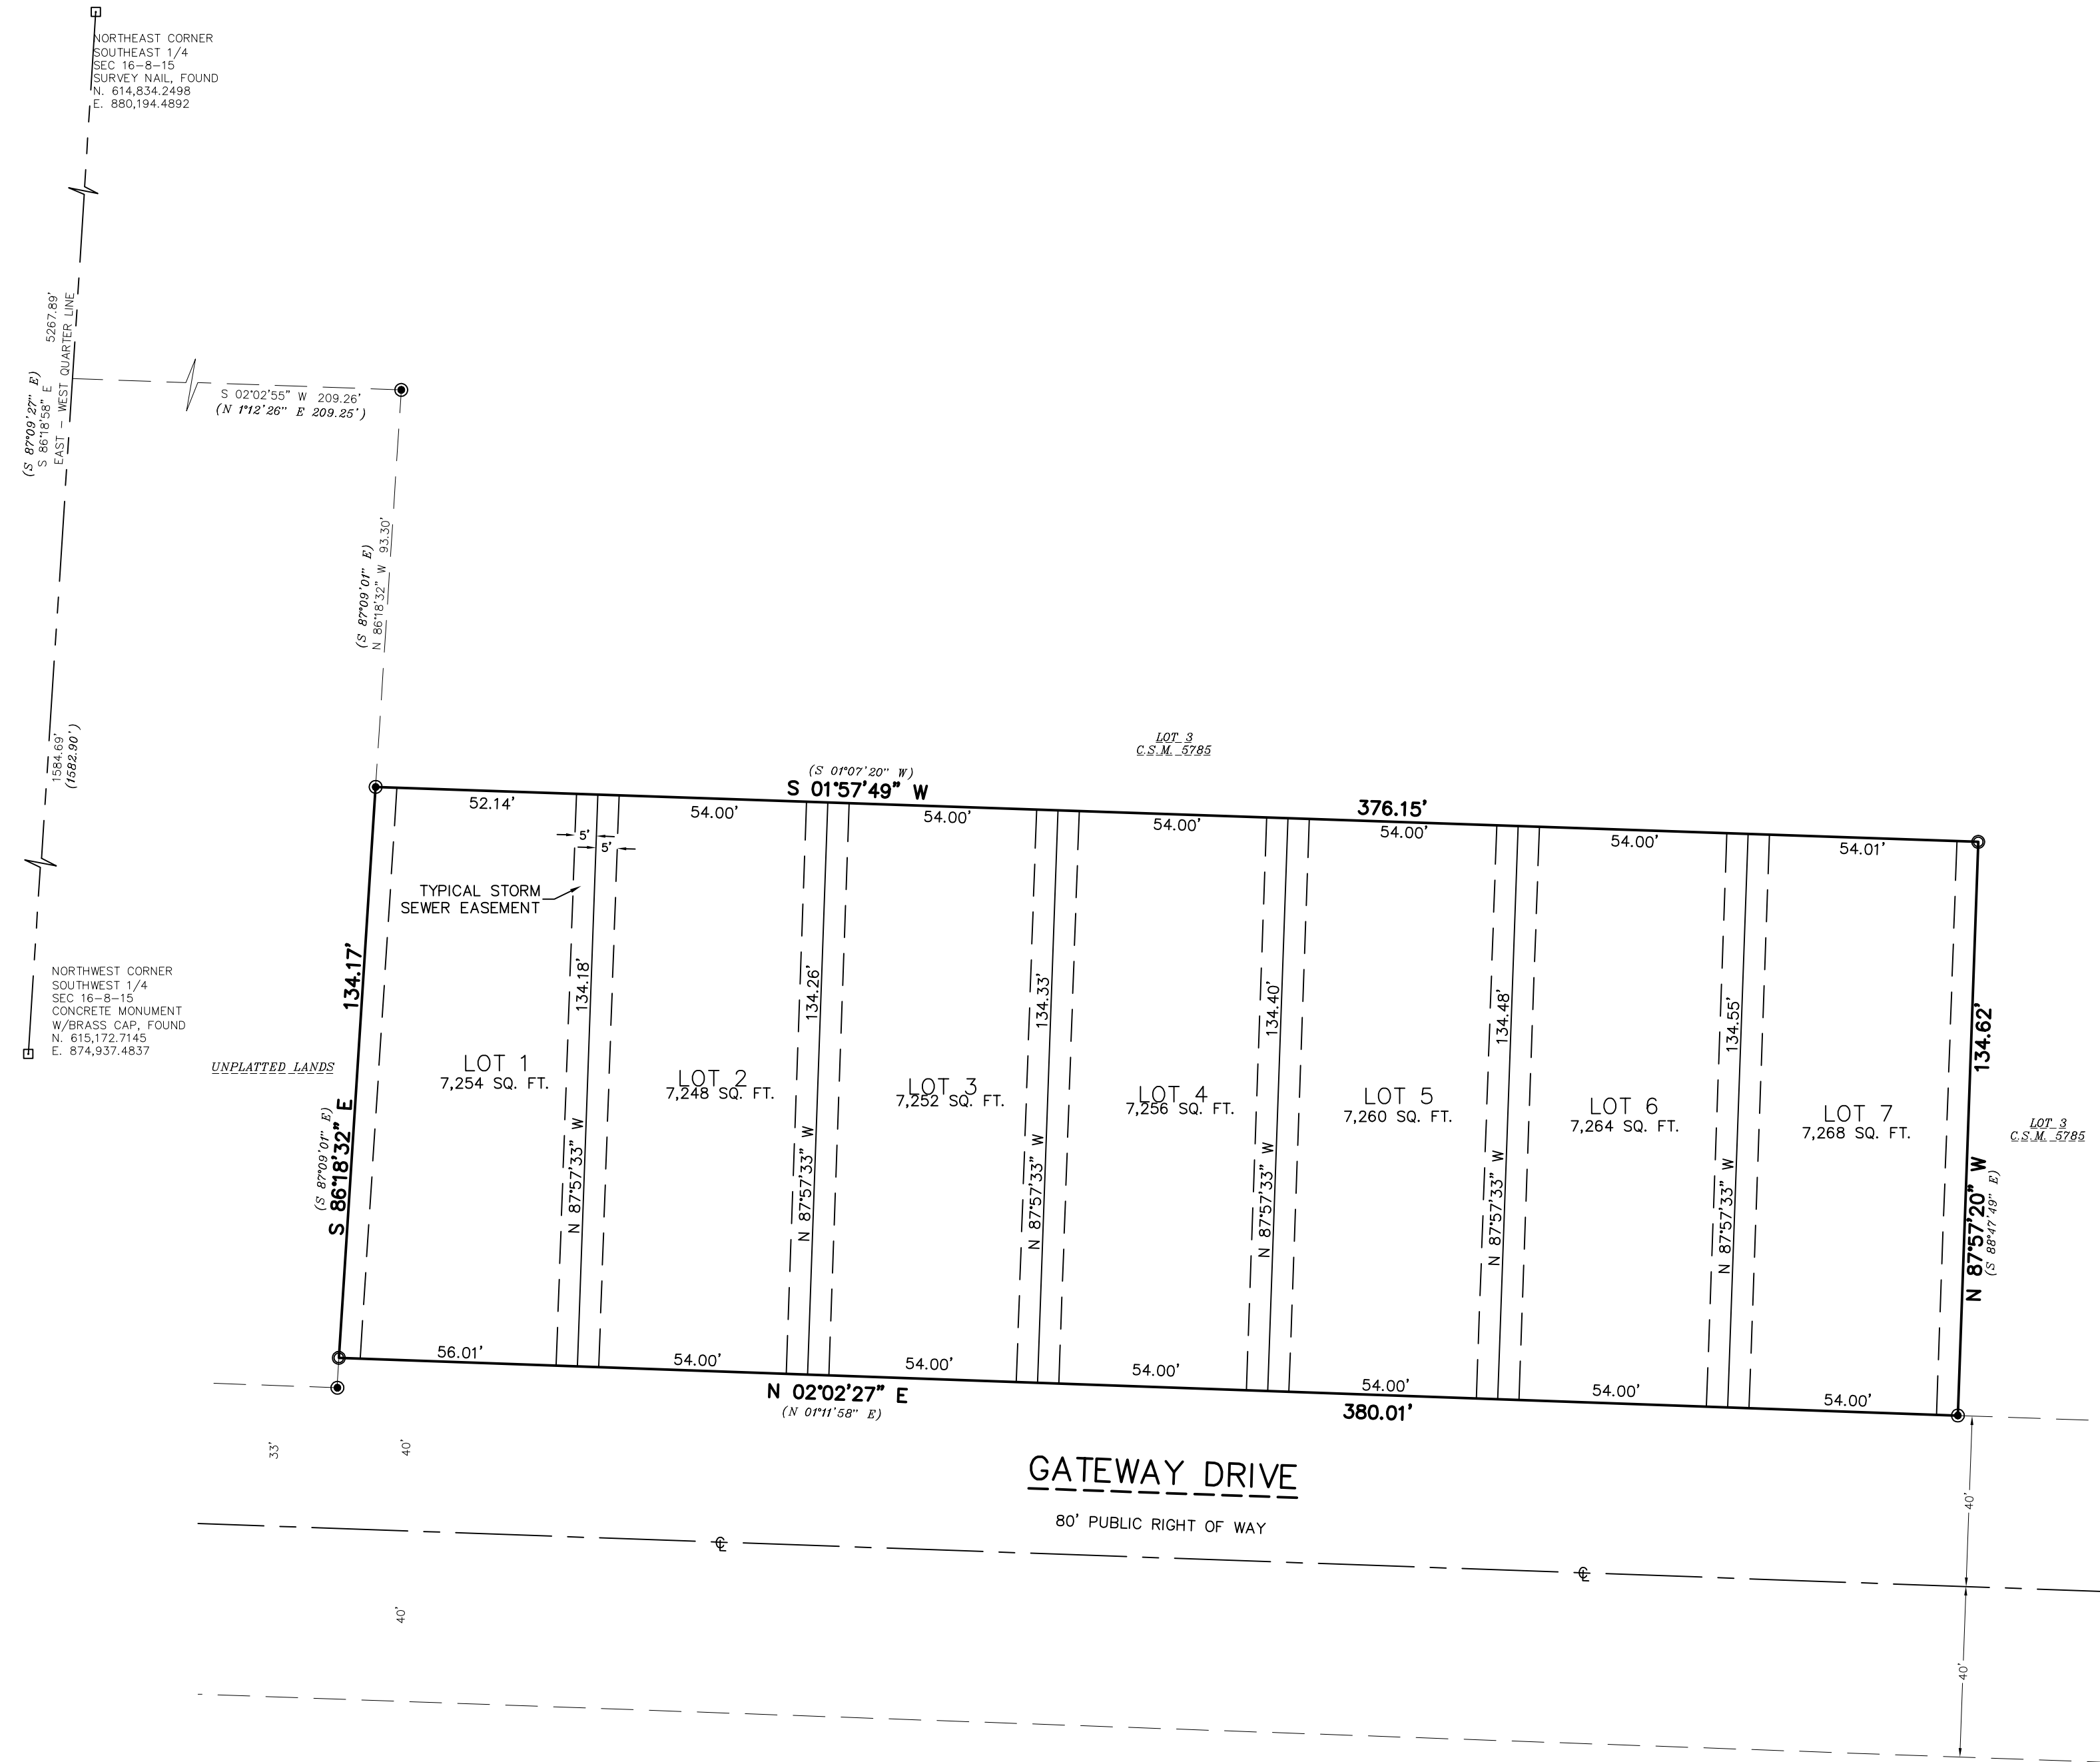 NORTHEAST CORNER
SOUTHEAST 1/4
SEC 16-8-15
SURVEY NAIL, FOUND
N. 614,834.2498
E. 880,194.4892
(S 87°09'27" E)
S 86°18'58" E 5267.89'
EAST - WEST QUARTER LINE
S 02°02'55" W 209.26'
(N 1°12'26" E 209.25')
(S 87°09'01" E)
N 86°18'32" W 93.30'
1584.69'
(1582.90')
NORTHWEST CORNER
SOUTHWEST 1/4
SEC 16-8-15
CONCRETE MONUMENT
W/BRASS CAP, FOUND
N. 615,172.7145
E. 874,937.4837
LOT 3
C.S.M. 5785
(S 01°07'20" W)
S 01°57'49" W
376.15'
52.14'
54.00'
54.00'
54.00'
54.00'
54.00'
54.01'
5'
5'
TYPICAL STORM
SEWER EASEMENT
134.17'
134.18'
134.26'
134.33'
134.40'
134.48'
134.55'
134.62'
UNPLATTED LANDS
LOT 1
7,254 SQ. FT.
LOT 2
7,248 SQ. FT.
LOT 3
7,252 SQ. FT.
LOT 4
7,256 SQ. FT.
LOT 5
7,260 SQ. FT.
LOT 6
7,264 SQ. FT.
LOT 7
7,268 SQ. FT.
LOT 3
C.S.M. 5785
(S 87°09'01" E)
S 86°18'32" E
N 87°57'33" W
N 87°57'33" W
N 87°57'33" W
N 87°57'33" W
N 87°57'33" W
N 87°57'33" W
N 87°57'20" W
(S 88°47'49" E)
56.01'
54.00'
54.00'
54.00'
54.00'
54.00'
54.00'
N 02°02'27" E
(N 01°11'58" E)
380.01'
33'
40'
GATEWAY DRIVE
80' PUBLIC RIGHT OF WAY
40'
40'
40'